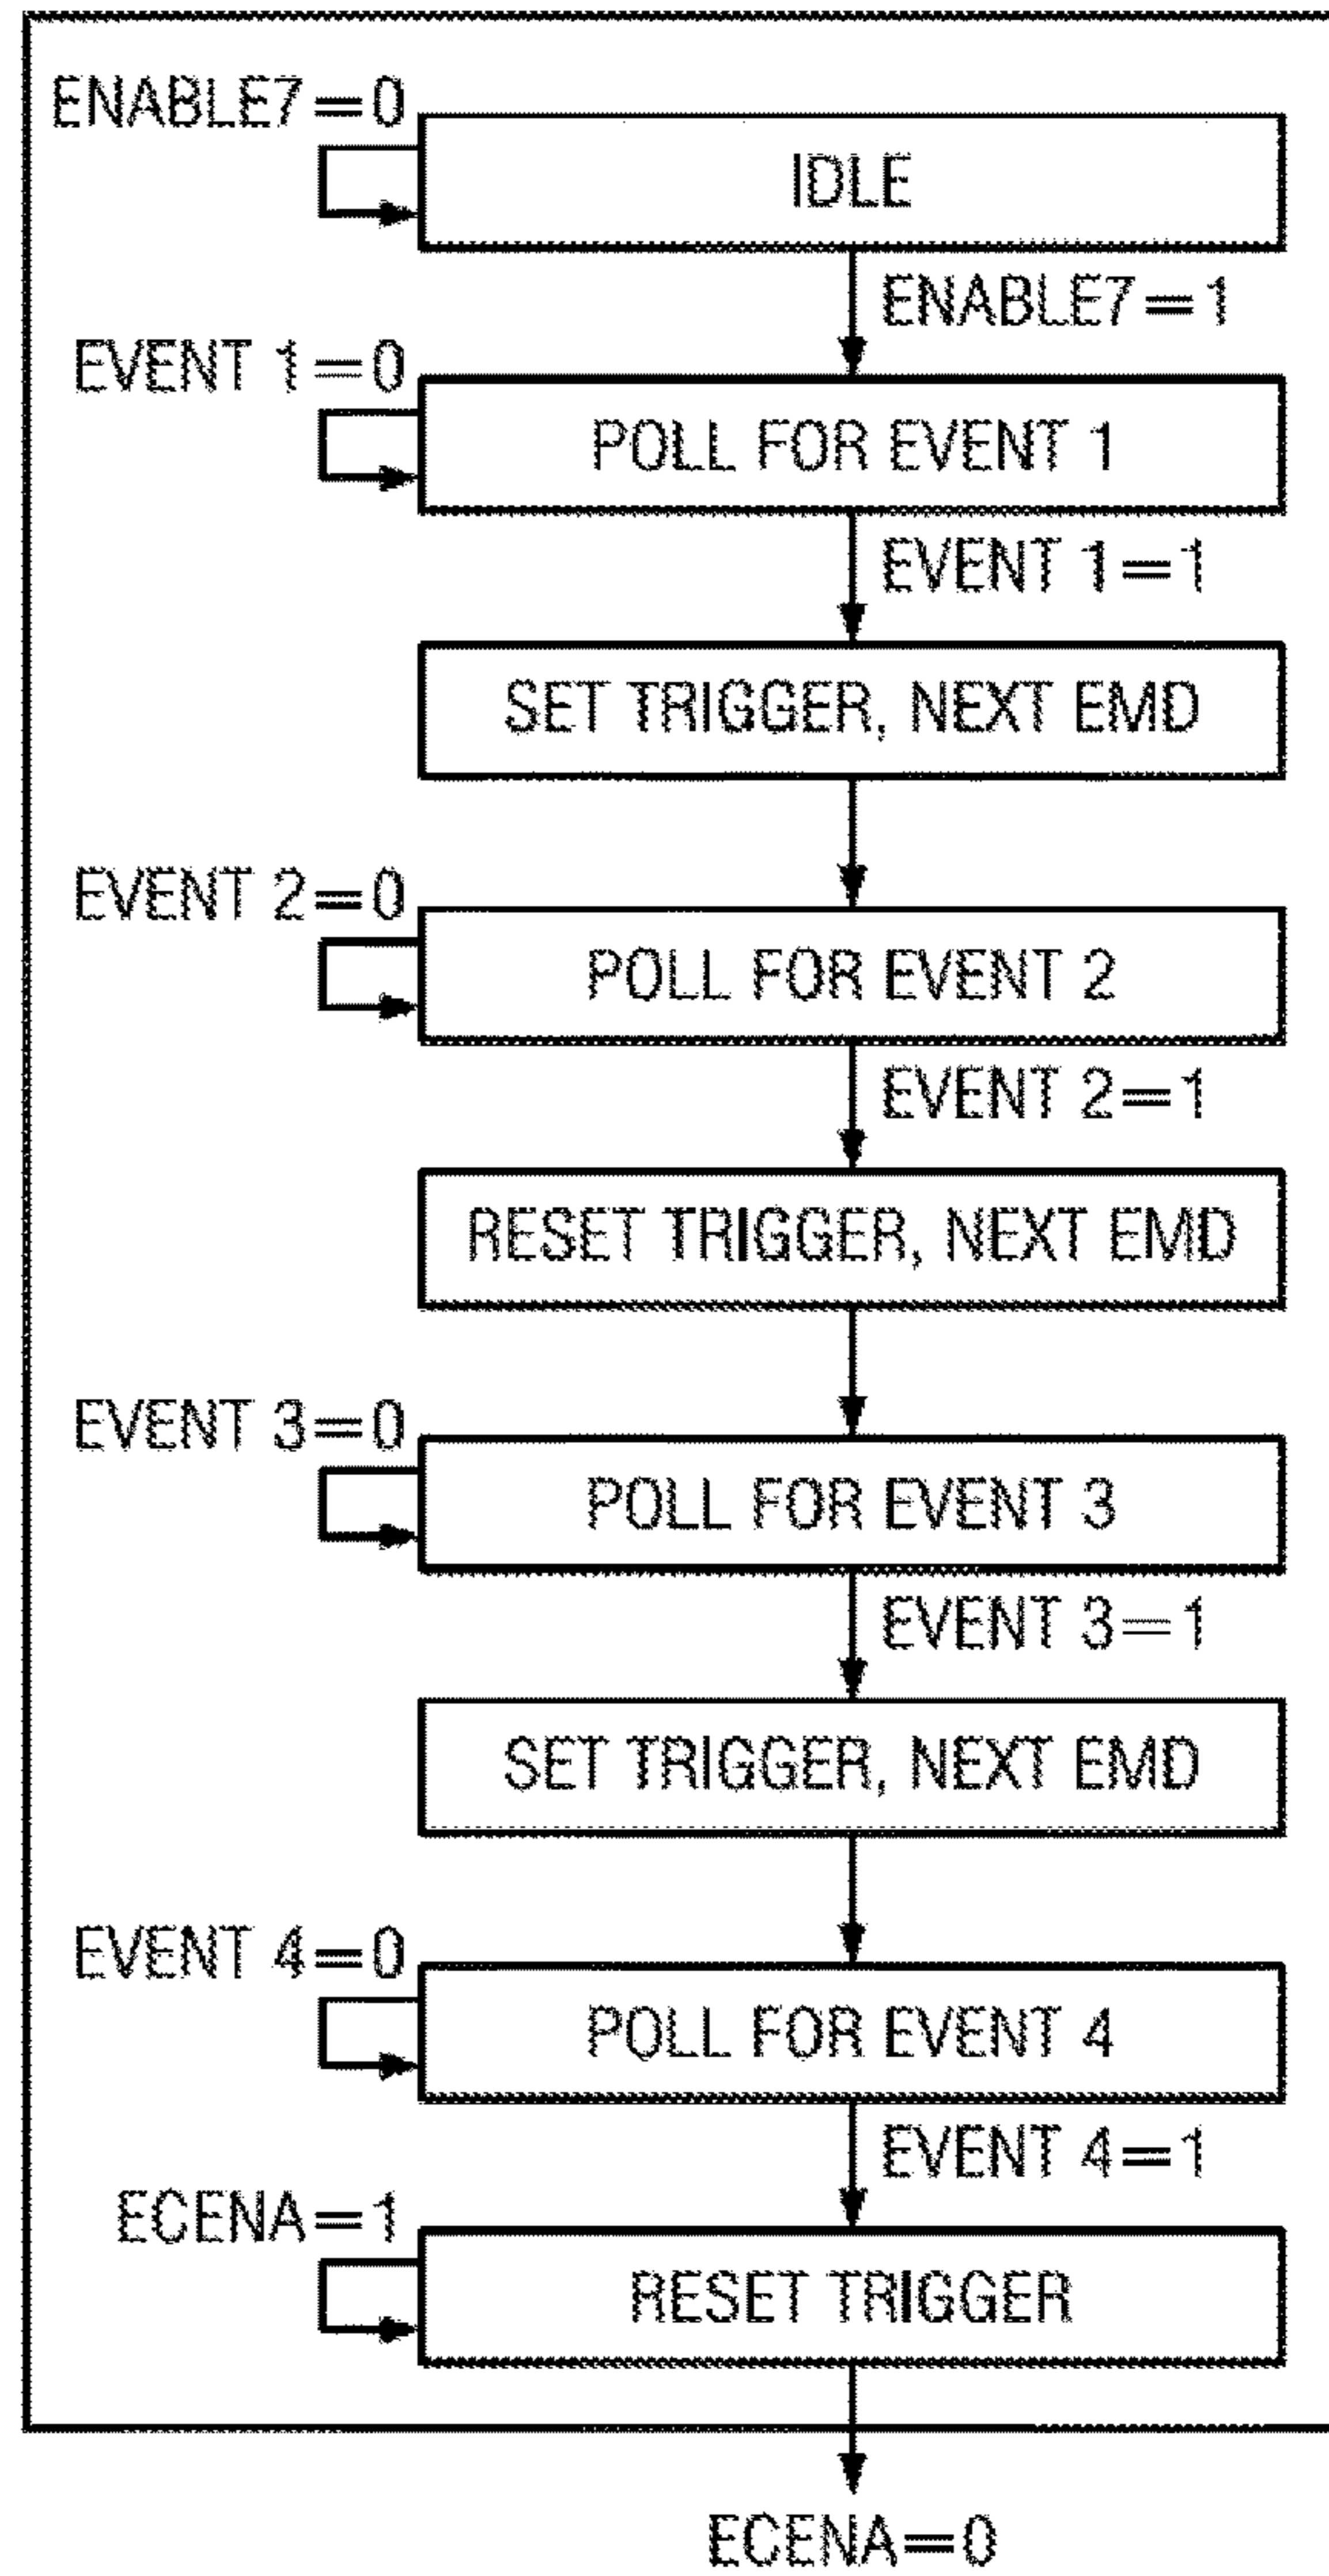 ENABLE7=0
IDLE
ENABLE7=1
EVENT 1=0
POLL FOR EVENT 1
EVENT 1=1
SET TRIGGER, NEXT EMD
EVENT 2=0
POLL FOR EVENT 2
EVENT 2=1
RESET TRIGGER, NEXT EMD
EVENT 3=0
POLL FOR EVENT 3
EVENT 3=1
SET TRIGGER, NEXT EMD
EVENT 4=0
POLL FOR EVENT 4
EVENT 4=1
ECENA=1
RESET TRIGGER
ECENA=0